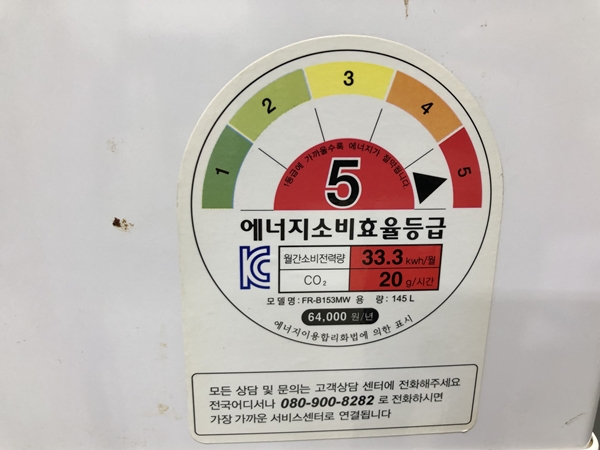 1
2
3
4
5
1등급에 가까울수록 에너지가 절약됩니다.
5
에너지소비효율등급
월간소비전력량 33.3 kwh/월
CO₂ 20 g/시간
모델명 : FR-B153MW 용 량 : 145 L
64,000 원/년
에너지이용합리화법에 의한 표시
모든 상담 및 문의는 고객상담 센터에 전화해주세요
전국어디서나 080-900-8282 로 전화하시면
가장 가까운 서비스센터로 연결됩니다